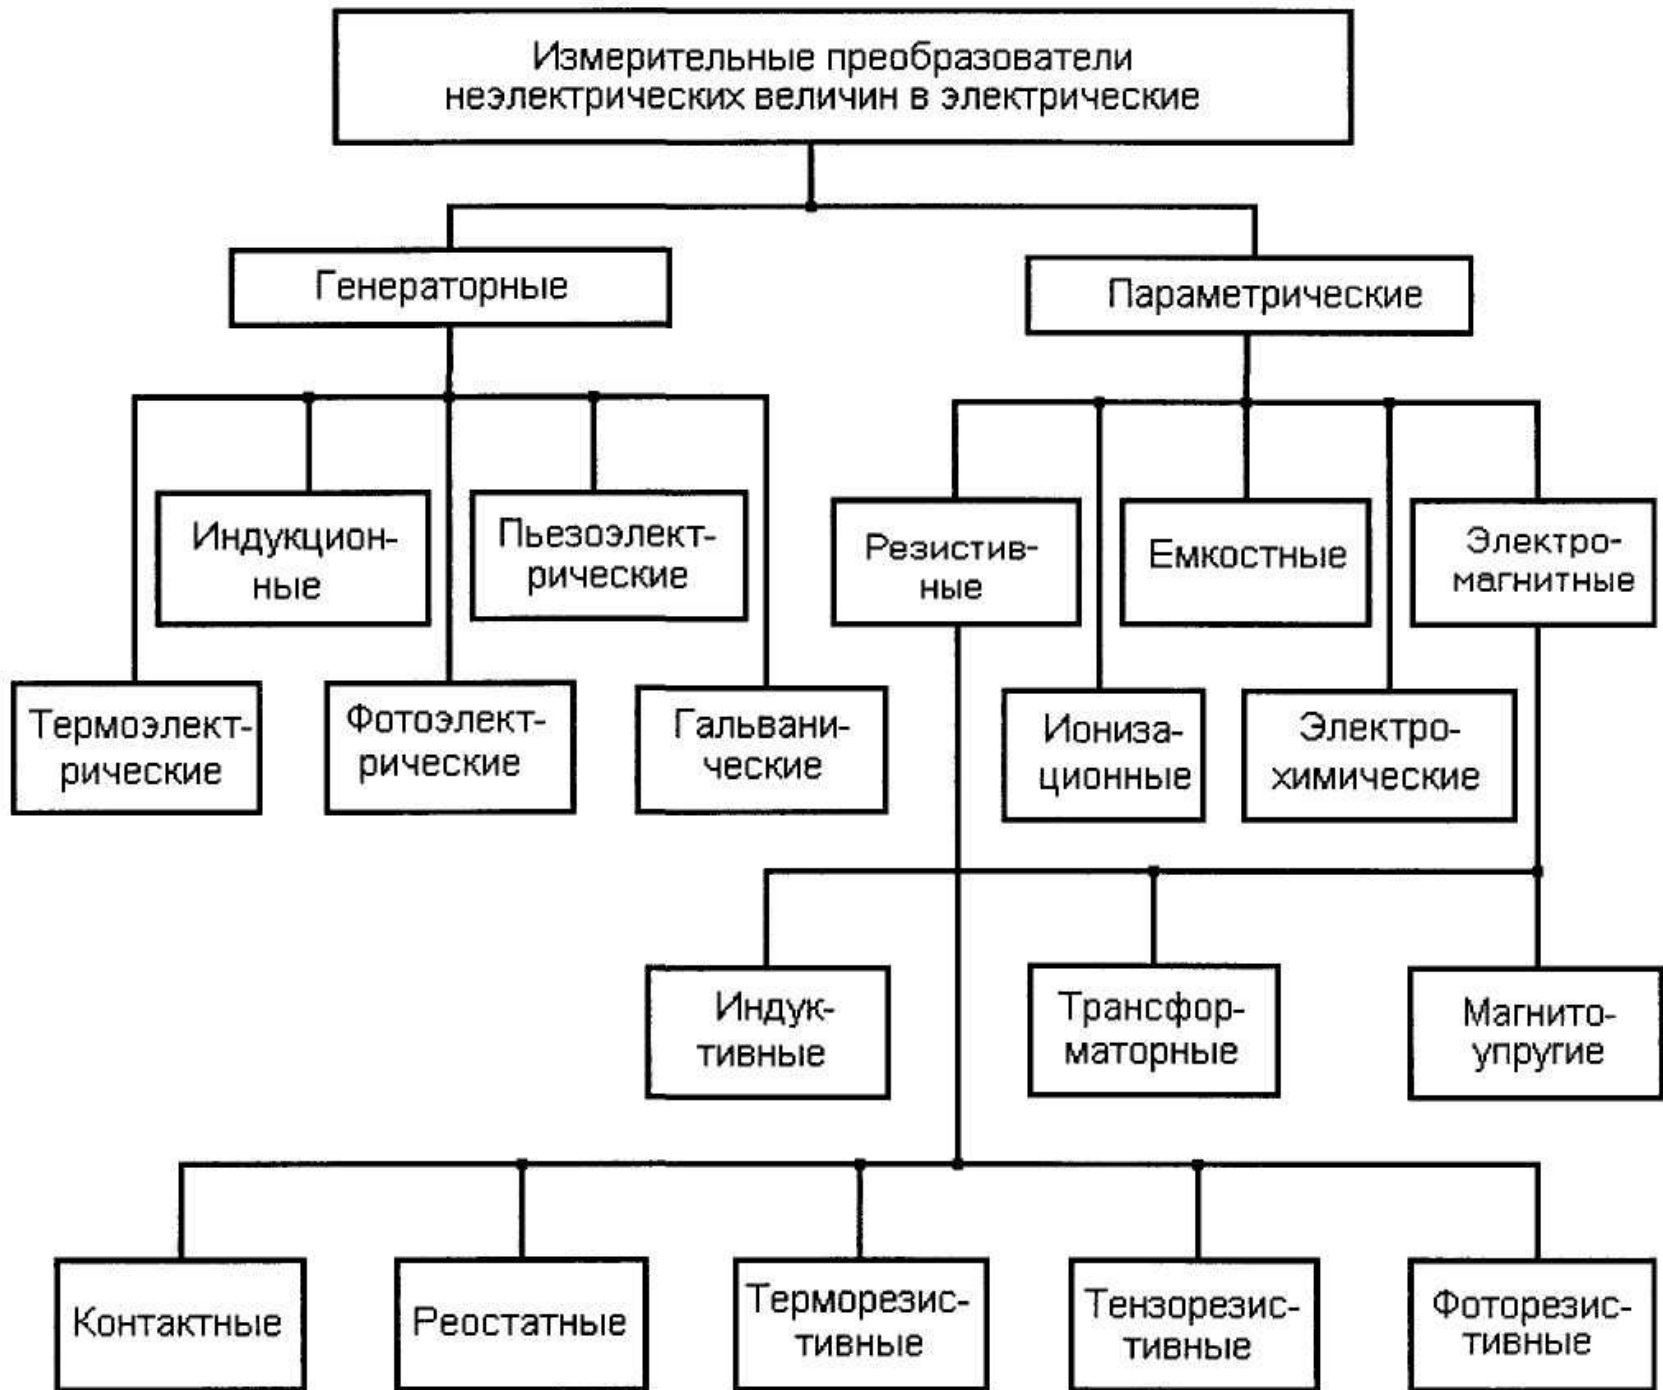 Измерительные преобразователи
неэлектрических величин в электрические
Генераторные
Параметрические
Индукцион-
ные
Пьезоэлект-
рические
Резистив-
ные
Емкостные
Электро-
магнитные
Термоэлект-
рические
Фотоэлект-
рические
Гальвани-
ческие
Иониза-
ционные
Электро-
химические
Индук-
тивные
Трансфор-
маторные
Магнито-
упругие
Контактные
Реостатные
Терморезис-
тивные
Тензорезис-
тивные
Фоторезис-
тивные